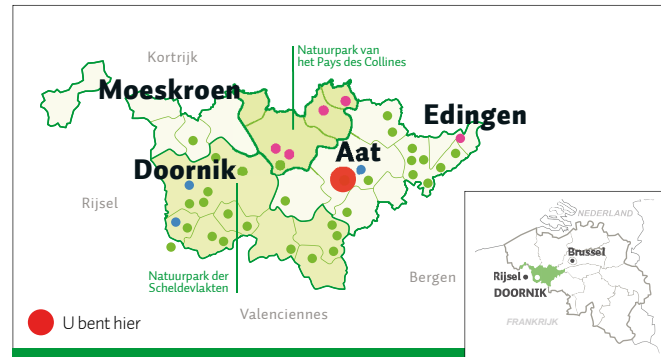 Kortrijk
Natuurpark van
het Pays des Collines
Moeskroen
Edingen
Aat
Doornik
Rijsel
Natuurpark der
Scheldevlakten
Bergen
Valenciennes
U bent hier
NEDERLAND
Brussel
Rijsel
DOORNIK
FRANKRIJK